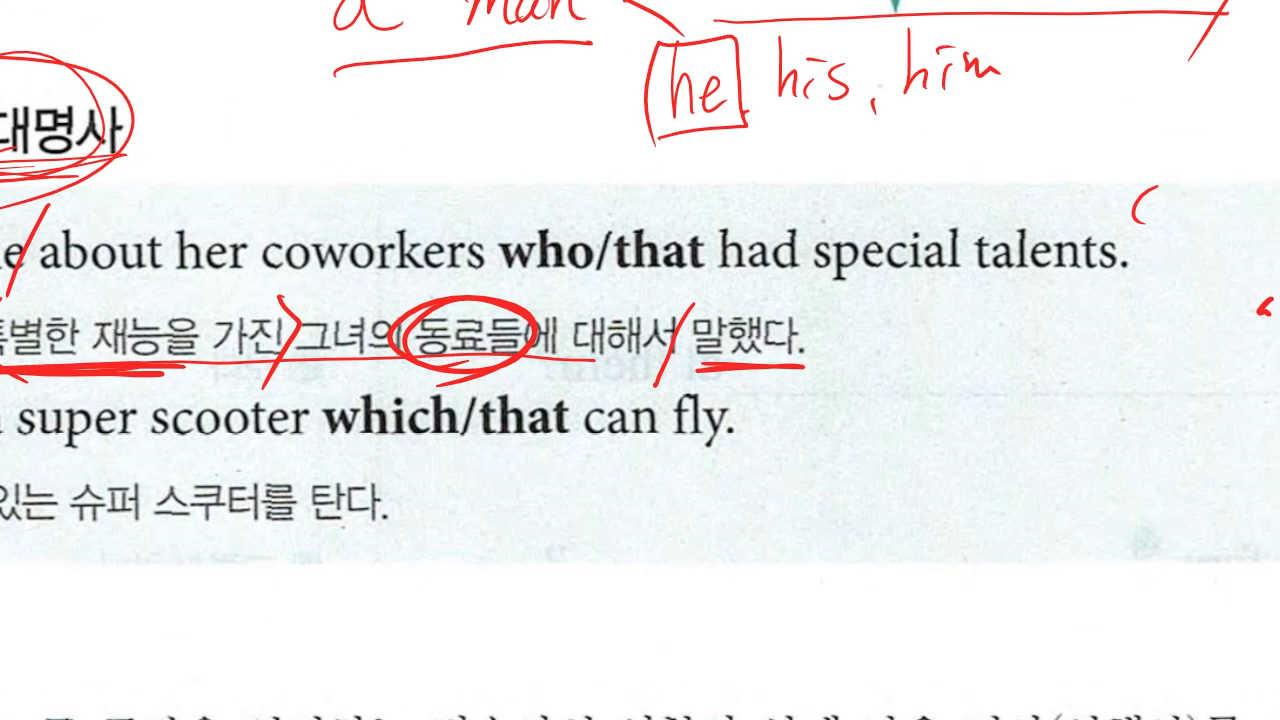 a man
he, his, him
대명사
about her coworkers who/that had special talents.
특별한 재능을 가진 그녀의 동료들에 대해서 말했다.
super scooter which/that can fly.
있는 슈퍼 스쿠터를 탄다.